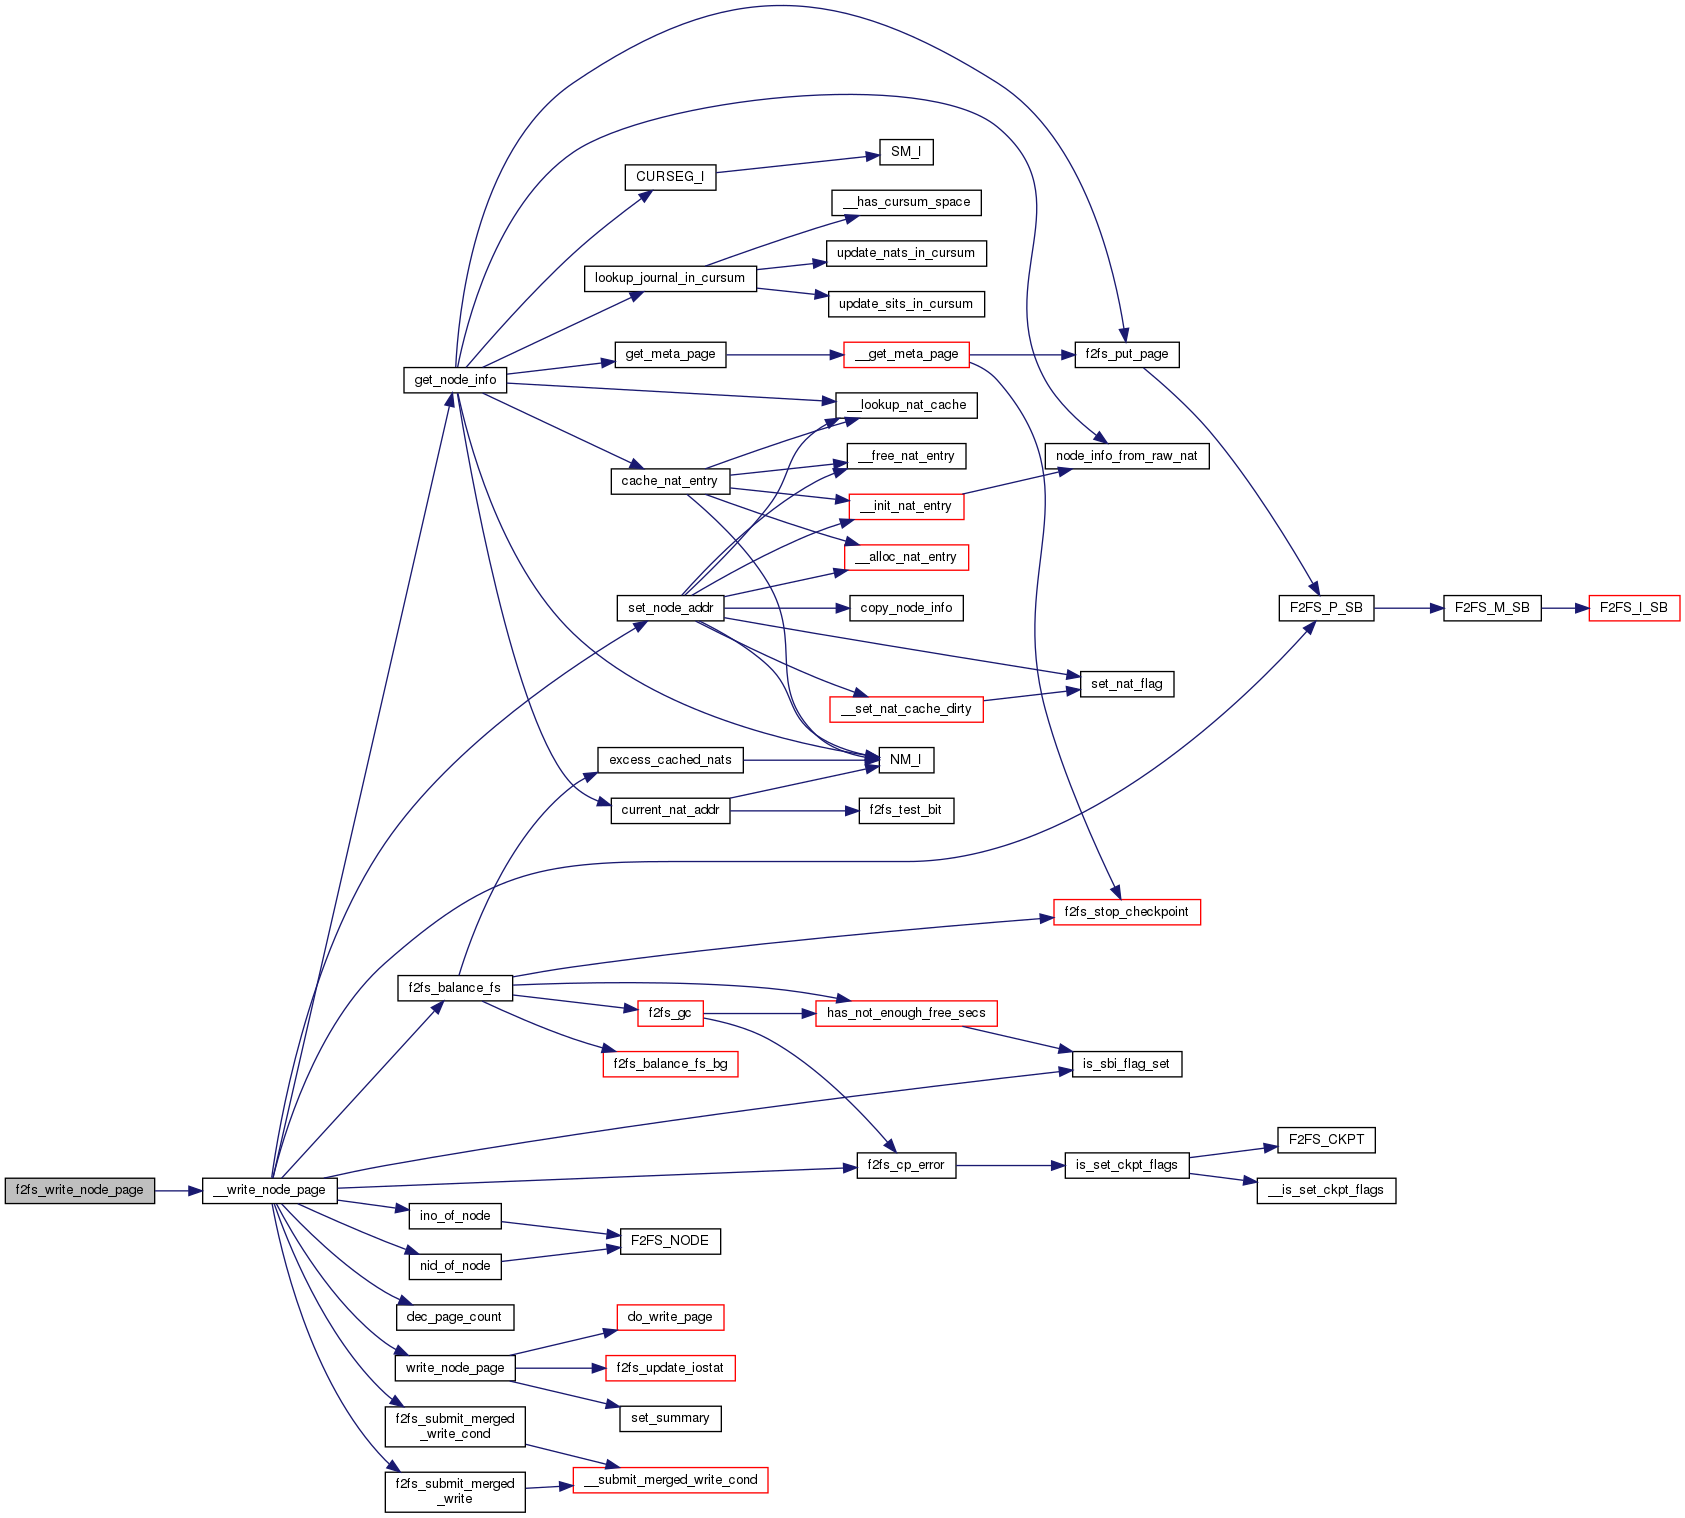 SM_I
CURSEG_I
__has_cursum_space
update_nats_in_cursum
lookup_journal_in_cursum
update_sits_in_cursum
get_meta_page
__get_meta_page
f2fs_put_page
get_node_info
__lookup_nat_cache
__free_nat_entry
node_info_from_raw_nat
cache_nat_entry
__init_nat_entry
__alloc_nat_entry
set_node_addr
copy_node_info
F2FS_P_SB
F2FS_M_SB
F2FS_I_SB
set_nat_flag
__set_nat_cache_dirty
excess_cached_nats
NM_I
current_nat_addr
f2fs_test_bit
f2fs_stop_checkpoint
f2fs_balance_fs
f2fs_gc
has_not_enough_free_secs
f2fs_balance_fs_bg
is_sbi_flag_set
F2FS_CKPT
f2fs_cp_error
is_set_ckpt_flags
__is_set_ckpt_flags
f2fs_write_node_page
__write_node_page
ino_of_node
F2FS_NODE
nid_of_node
dec_page_count
do_write_page
write_node_page
f2fs_update_iostat
set_summary
f2fs_submit_merged
_write_cond
__submit_merged_write_cond
f2fs_submit_merged
_write